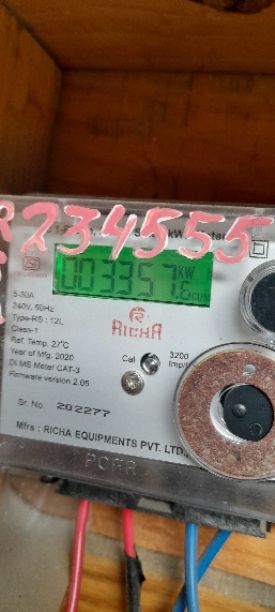 R234555
003357.6 KW
CUM
RICHA
5-30A
240V, 50Hz
Type-RS : 12L
Class-1
Ref. Temp. 27°C
Year of Mfg. 2020
DLMS Meter CAT-3
Firmware version 2.05
Cal
3200
Imp/
Sr. No. 202277
Mfrs : RICHA EQUIPMENTS PVT. LTD.,